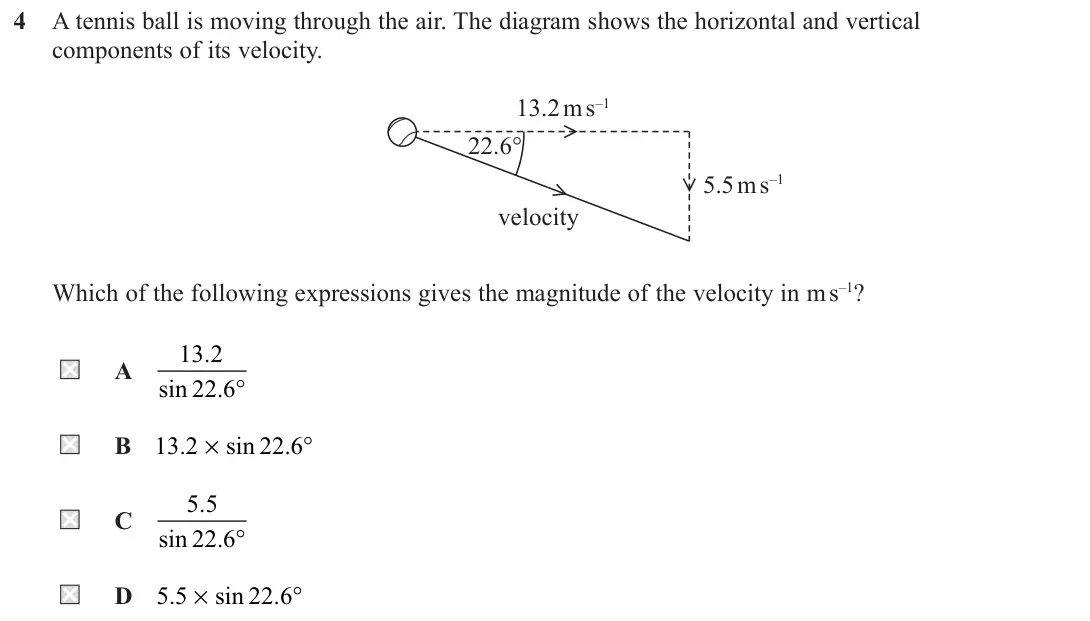 4 A tennis ball is moving through the air. The diagram shows the horizontal and vertical
components of its velocity.
13.2 m s⁻¹
22.6°
5.5 m s⁻¹
velocity
Which of the following expressions gives the magnitude of the velocity in m s⁻¹?
A 13.2
sin 22.6°
B 13.2 × sin 22.6°
C 5.5
sin 22.6°
D 5.5 × sin 22.6°